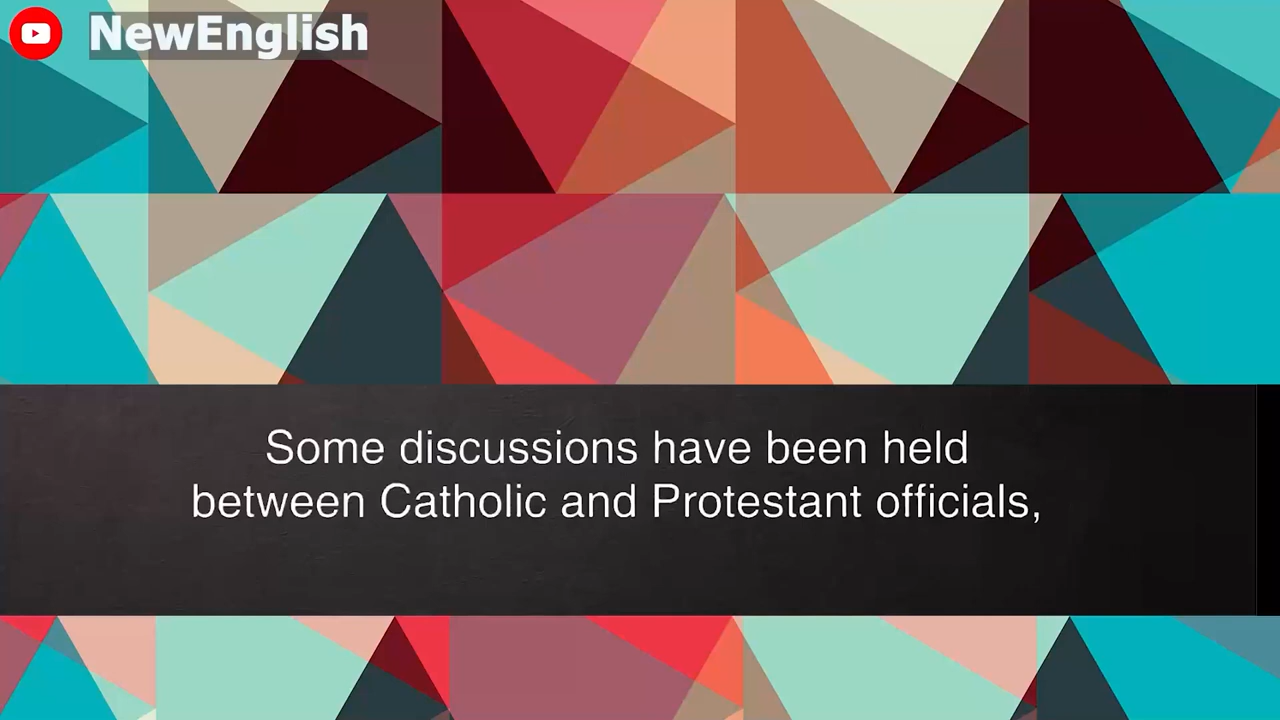 NewEnglish
Some discussions have been held
between Catholic and Protestant officials,